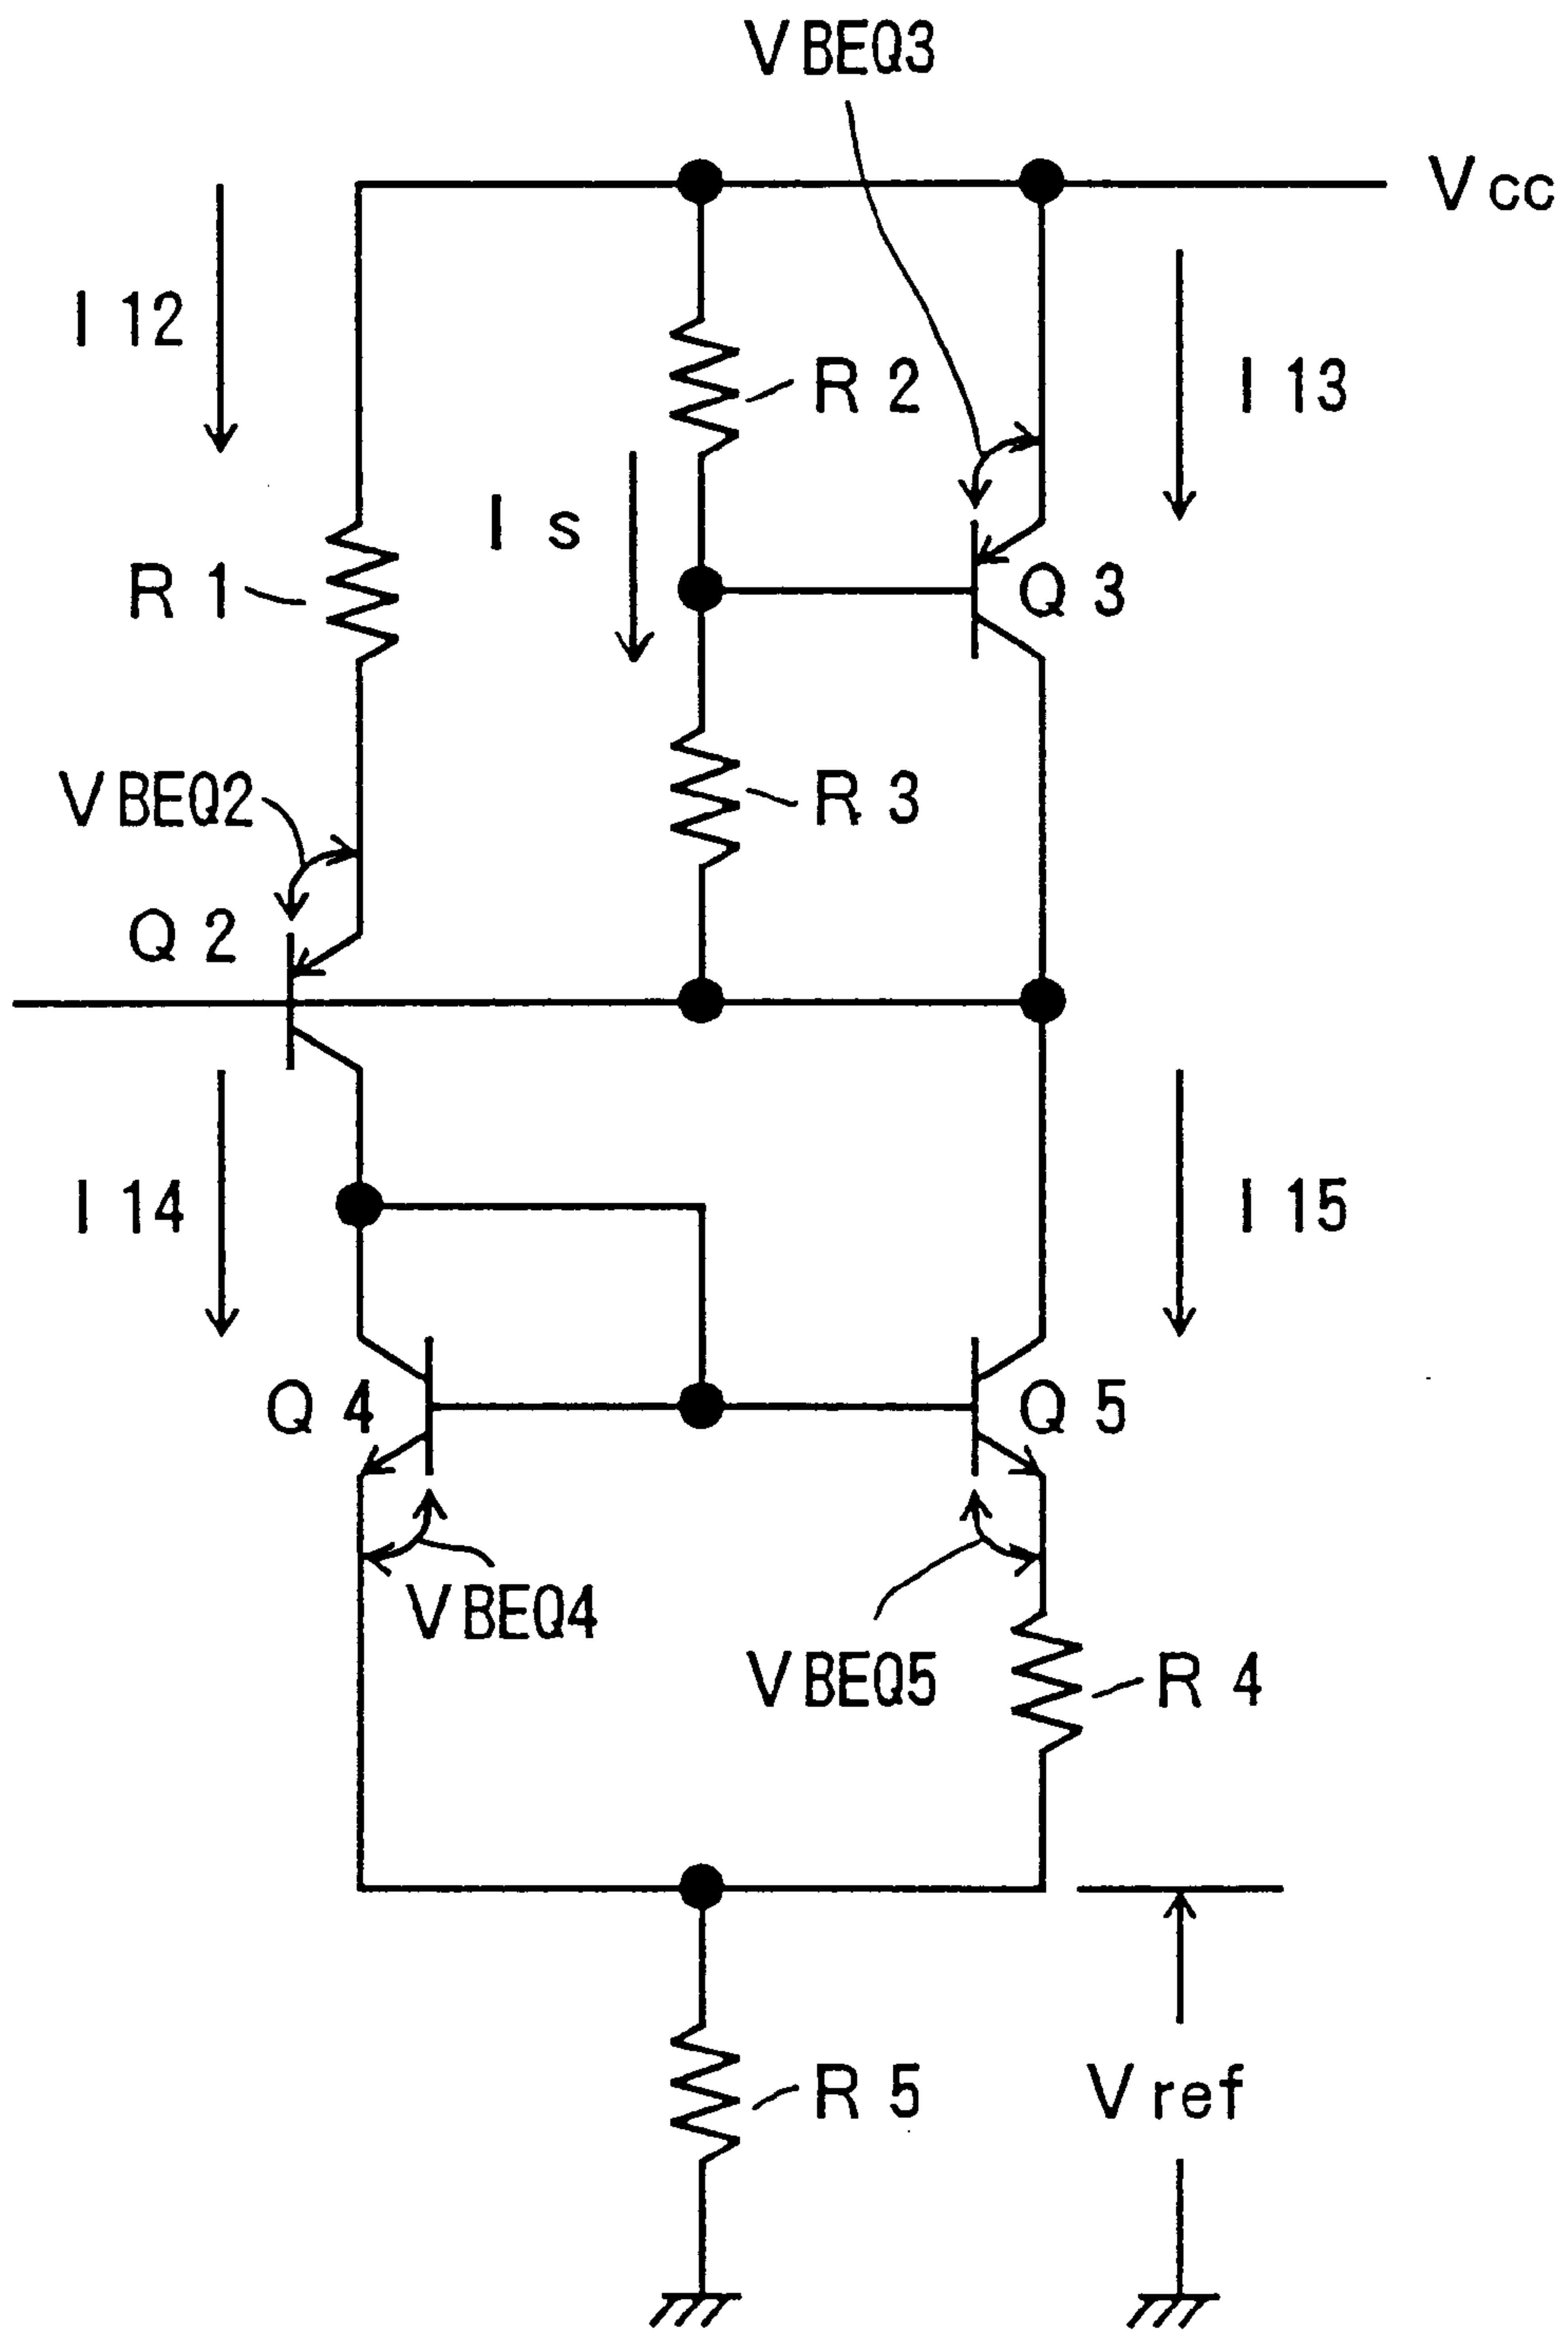 VBEQ3
Vcc
I 12
R 2
I 13
I s
R 1
Q 3
VBEQ2
R 3
Q 2
I 14
I 15
Q 4
Q 5
VBEQ4
VBEQ5
R 4
R 5
Vref